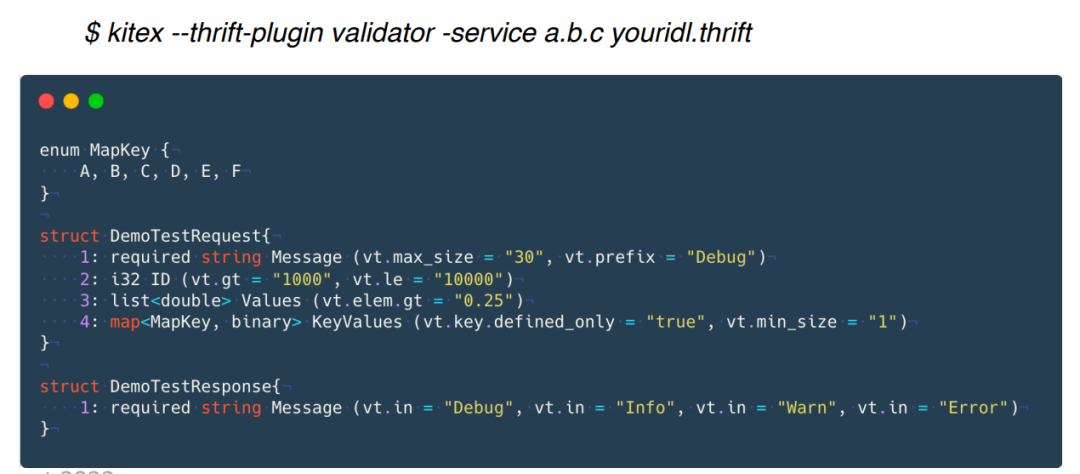 $ kitex --thrift-plugin validator -service a.b.c youridl.thrift
enum MapKey {
    A, B, C, D, E, F
}

struct DemoTestRequest{
    1: required string Message (vt.max_size = "30", vt.prefix = "Debug")
    2: i32 ID (vt.gt = "1000", vt.le = "10000")
    3: list<double> Values (vt.elem.gt = "0.25")
    4: map<MapKey, binary> KeyValues (vt.key.defined_only = "true", vt.min_size = "1")
}

struct DemoTestResponse{
    1: required string Message (vt.in = "Debug", vt.in = "Info", vt.in = "Warn", vt.in = "Error")
}